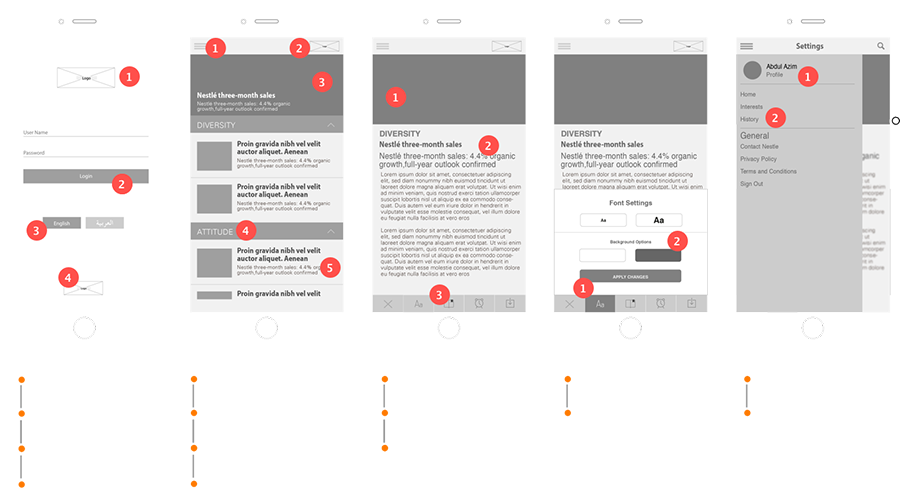 Logo
1
User Name
Password
Login
2
3
English
العربية
4
1
2
3
Nestlé three-month sales
Nestlé three-month sales: 4.4% organic
growth,full-year outlook confirmed
DIVERSITY
Proin gravida nibh vel velit
auctor aliquet. Aenean
Nestlé three-month sales: 4.4% organic
growth,full-year outlook confirmed
Proin gravida nibh vel velit
auctor aliquet. Aenean
Nestlé three-month sales: 4.4% organic
growth,full-year outlook confirmed
ATTITUDE
4
Proin gravida nibh vel velit
auctor aliquet. Aenean
Nestlé three-month sales: 4.4% organic
growth,full-year outlook confirmed
5
Proin gravida nibh vel velit
1
DIVERSITY
Nestlé three-month sales
2
Nestlé three-month sales: 4.4% organic
growth,full-year outlook confirmed
Lorem ipsum dolor sit amet, consectetuer adipiscing
elit, sed diam nonummy nibh euismod tincidunt ut
laoreet dolore magna aliquam erat volutpat. Ut wisi enim
ad minim veniam, quis nostrud exerci tation ullamcorper
suscipit lobortis nisl ut aliquip ex ea commodo conse-
quat. Duis autem vel eum iriure dolor in hendrerit in
vulputate velit esse molestie consequat, vel illum dolore
eu feugiat nulla facilisis at vero eros
Lorem ipsum dolor sit amet, consectetuer adipiscing
elit, sed diam nonummy nibh euismod tincidunt ut
laoreet dolore magna aliquam erat volutpat. Ut wisi enim
ad minim veniam, quis nostrud exerci tation ullamcorper
suscipit lobortis nisl ut aliquip ex ea commodo conse-
quat. Duis autem vel eum iriure dolor in hendrerit in
vulputate velit esse molestie consequat, vel illum dolore
eu feugiat nulla facilisis at vero eros
3
Aa
DIVERSITY
Nestlé three-month sales
Nestlé three-month sales: 4.4% organic
growth,full-year outlook confirmed
Lorem ipsum dolor sit amet, consectetuer adipiscing
elit, sed diam nonummy nibh euismod tincidunt ut
laoreet dolore magna aliquam erat volutpat. Ut wisi enim
Font Settings
Aa
Aa
Background Options
2
APPLY CHANGES
1
Aa
Settings
Abdul Azim
Profile
1
Home
Interests
History
2
General
Contact Nestle
Privacy Policy
Terms and Conditions
Sign Out